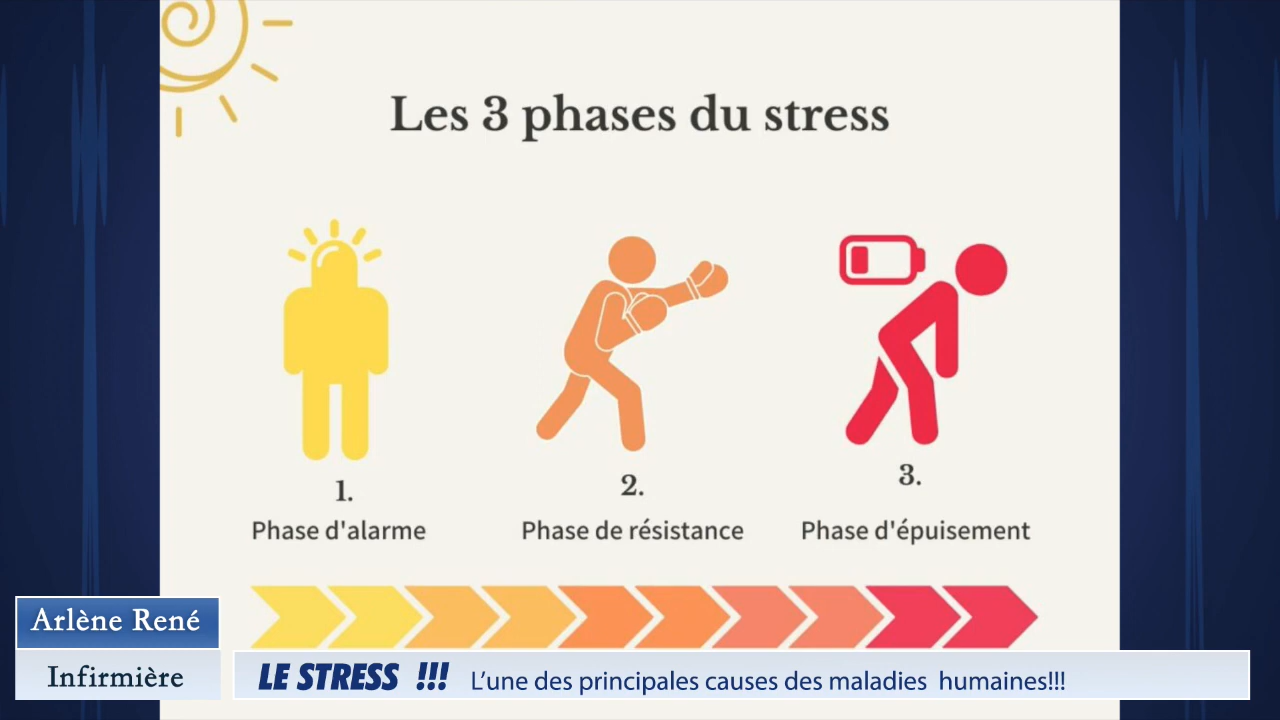 Les 3 phases du stress
1.
Phase d'alarme
2.
Phase de résistance
3.
Phase d'épuisement
Arlène René
Infirmière
LE STRESS !!! L'une des principales causes des maladies humaines!!!